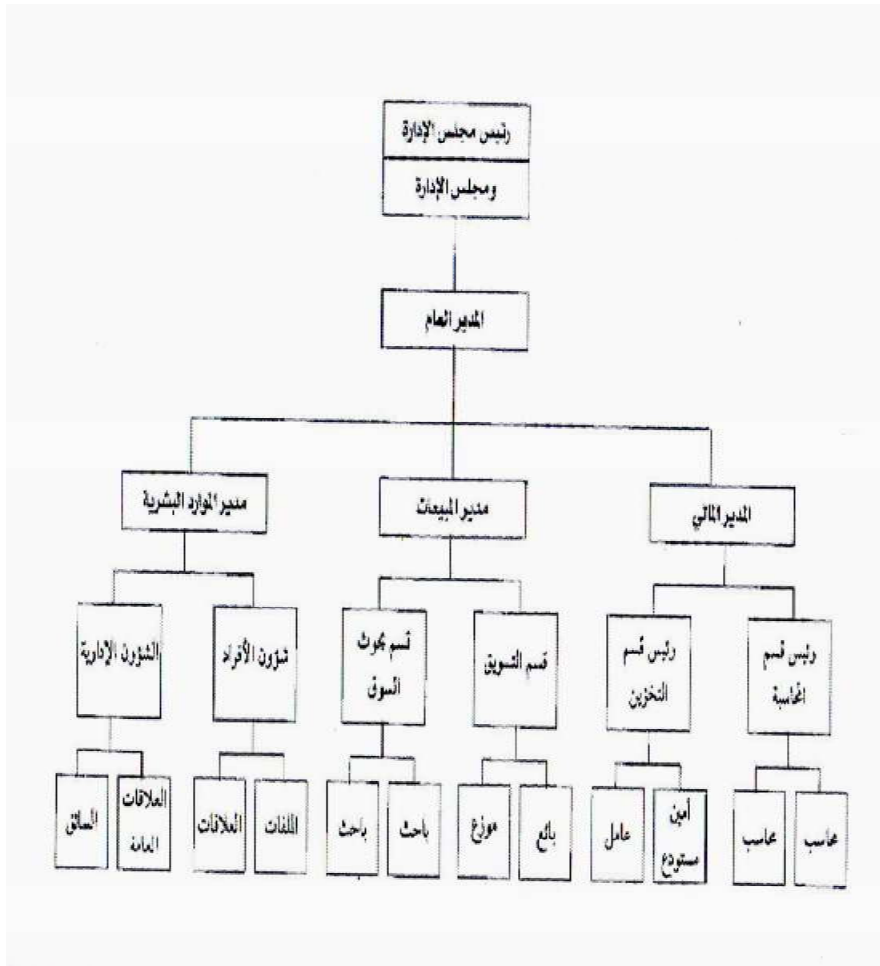 رئيس مجلس الإدارة
ومجلس الإدارة
المدير العام
المدير المالي
مدير المبيعات
مدير الموارد البشرية
رئيس قسم
المحاسبة
رئيس قسم
التخزين
قسم التسويق
قسم بحوث
السوق
شؤون الأفراد
الشؤورن الإدارية
محاسب
محاسب
أمين
مستودع
عامل
بائع
موزع
باحث
باحث
الملفات
العلاقات
العلاقات
العامة
السائق